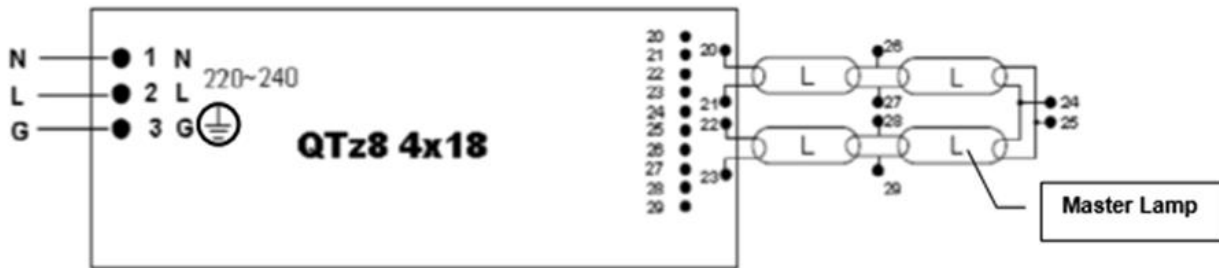 N 1 N
L 2 L 220~240
G 3 G
QTz8 4x18
20
21
22
23
24
25
26
27
28
29
20 L 26 L
21 27 24
22 28 25
L L
23 29
Master Lamp